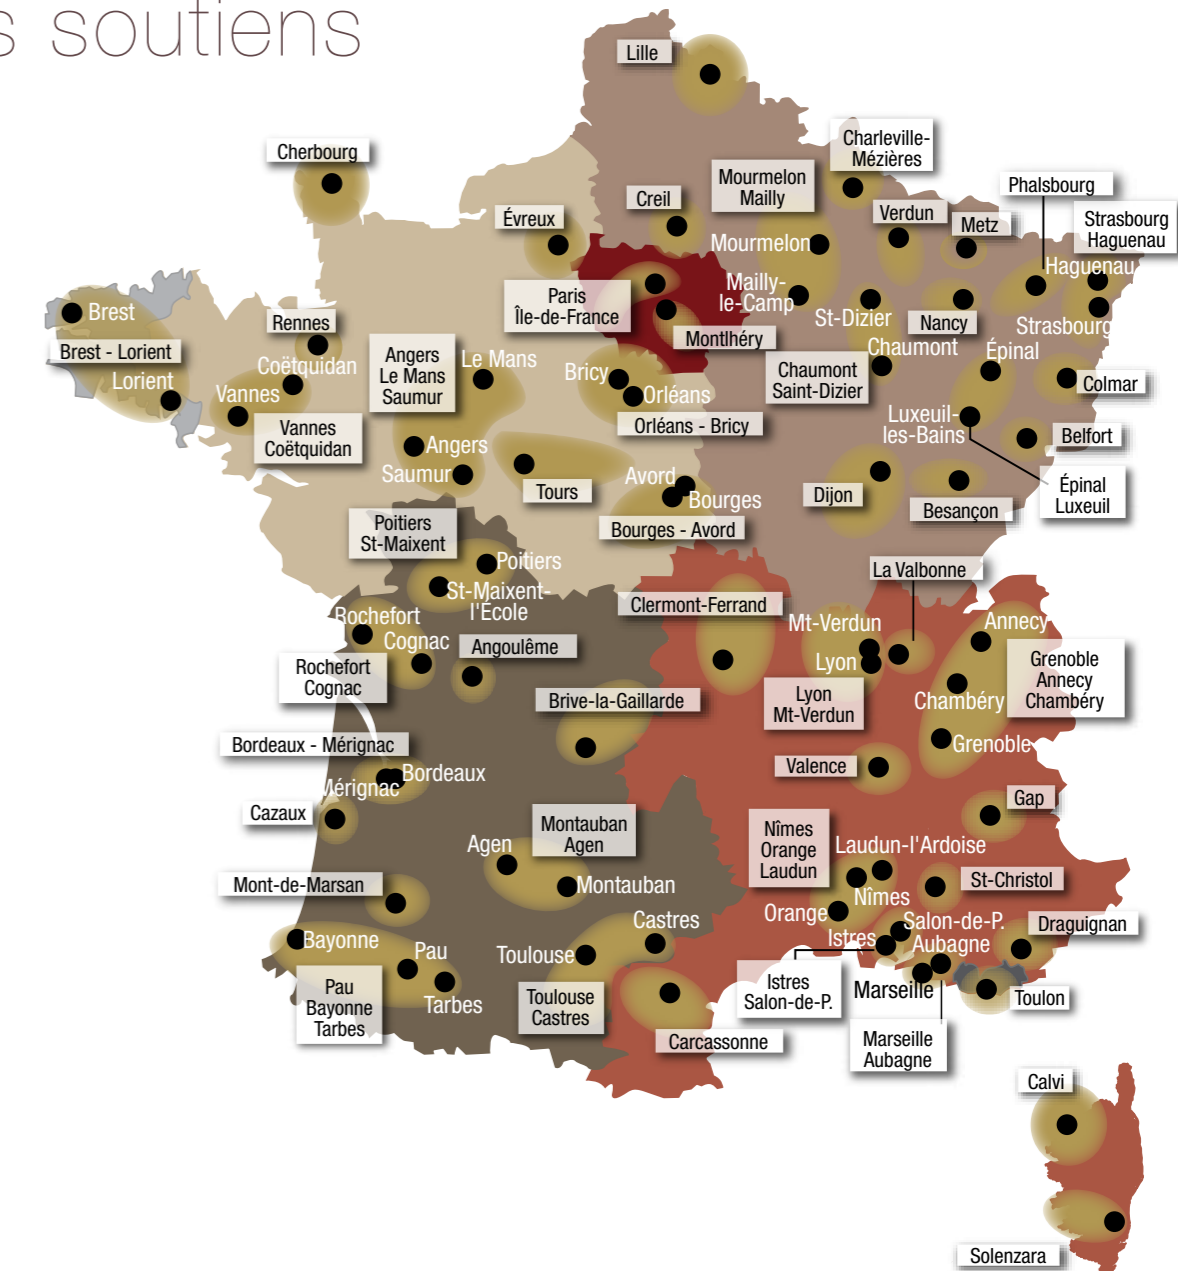 s soutiens
Lille
Cherbourg
Charleville-
Mézières
Mourmelon
Mailly
Creil
Évreux
Verdun
Metz
Phalsbourg
Strasbourg
Haguenau
Mourmelon
Haguenau
Mailly-
le-Camp
Paris
Île-de-France
Montlhéry
St-Dizier
Nancy
Strasbourg
Brest
Brest - Lorient
Lorient
Rennes
Coëtquidan
Vannes
Vannes
Coëtquidan
Angers
Le Mans
Saumur
Le Mans
Bricy
Orléans
Orléans - Bricy
Chaumont
Chaumont
Saint-Dizier
Épinal
Colmar
Luxeuil-
les-Bains
Belfort
Épinal
Luxeuil
Angers
Saumur
Tours
Avord
Bourges
Bourges - Avord
Dijon
Besançon
Poitiers
St-Maixent
Poitiers
St-Maixent-
l'École
La Valbonne
Clermont-Ferrand
Mt-Verdun
Lyon
Lyon
Mt-Verdun
Annecy
Chambéry
Grenoble
Grenoble
Annecy
Chambéry
Rochefort
Cognac
Rochefort
Cognac
Angoulême
Brive-la-Gaillarde
Bordeaux - Mérignac
Bordeaux
Mérignac
Cazaux
Valence
Gap
Montauban
Agen
Agen
Montauban
Nîmes
Orange
Laudun
Laudun-l'Ardoise
Nîmes
Orange
St-Christol
Mont-de-Marsan
Castres
Toulouse
Toulouse
Castres
Bayonne
Pau
Tarbes
Pau
Bayonne
Tarbes
Salon-de-P.
Istres
Aubagne
Draguignan
Istres
Salon-de-P.
Marseille
Toulon
Marseille
Aubagne
Carcassonne
Calvi
Solenzara